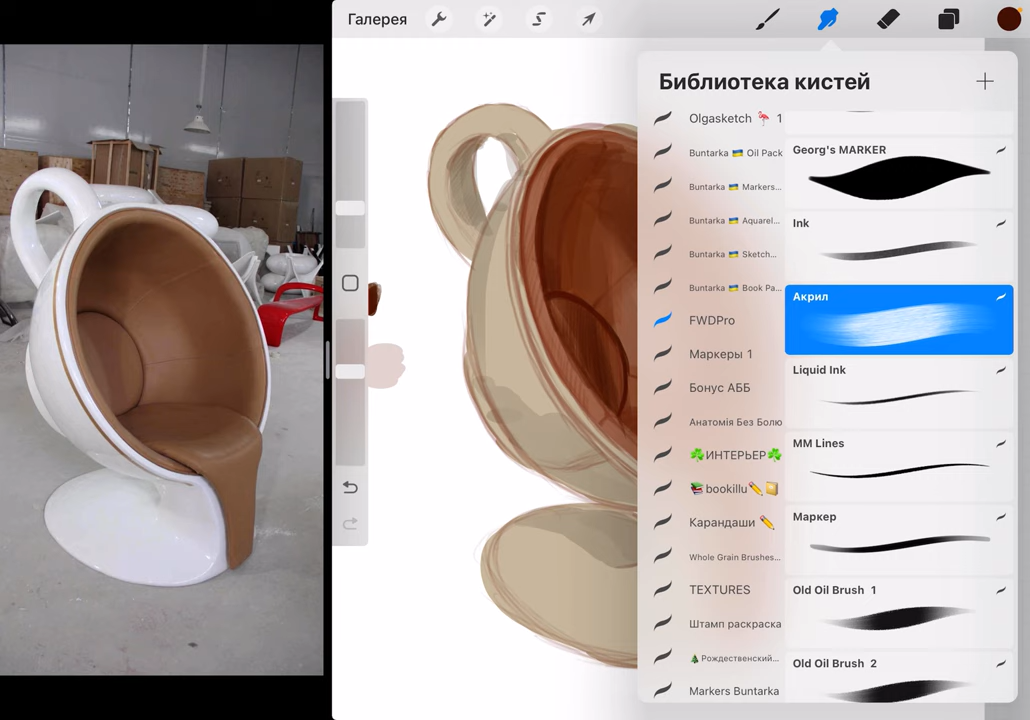 Галерея
Библиотека кистей
Olgasketch 🦩 1
Buntarka 🇺🇦 Oil Pack
Buntarka 🇺🇦 Markers...
Buntarka 🇺🇦 Aquarel...
Buntarka 🇺🇦 Sketch...
Buntarka 🇺🇦 Book Pa...
FWDPro
Маркеры 1
Бонус АББ
Анатомія Без Болю
☘️ИНТЕРЬЕР☘️
📚bookillu✏️📔
Карандаши ✏️
Whole Grain Brushes...
TEXTURES
Штамп раскраска
🎄Рождественский...
Markers Buntarka
Georg's MARKER
Ink
Акрил
Liquid Ink
MM Lines
Маркер
Old Oil Brush 1
Old Oil Brush 2